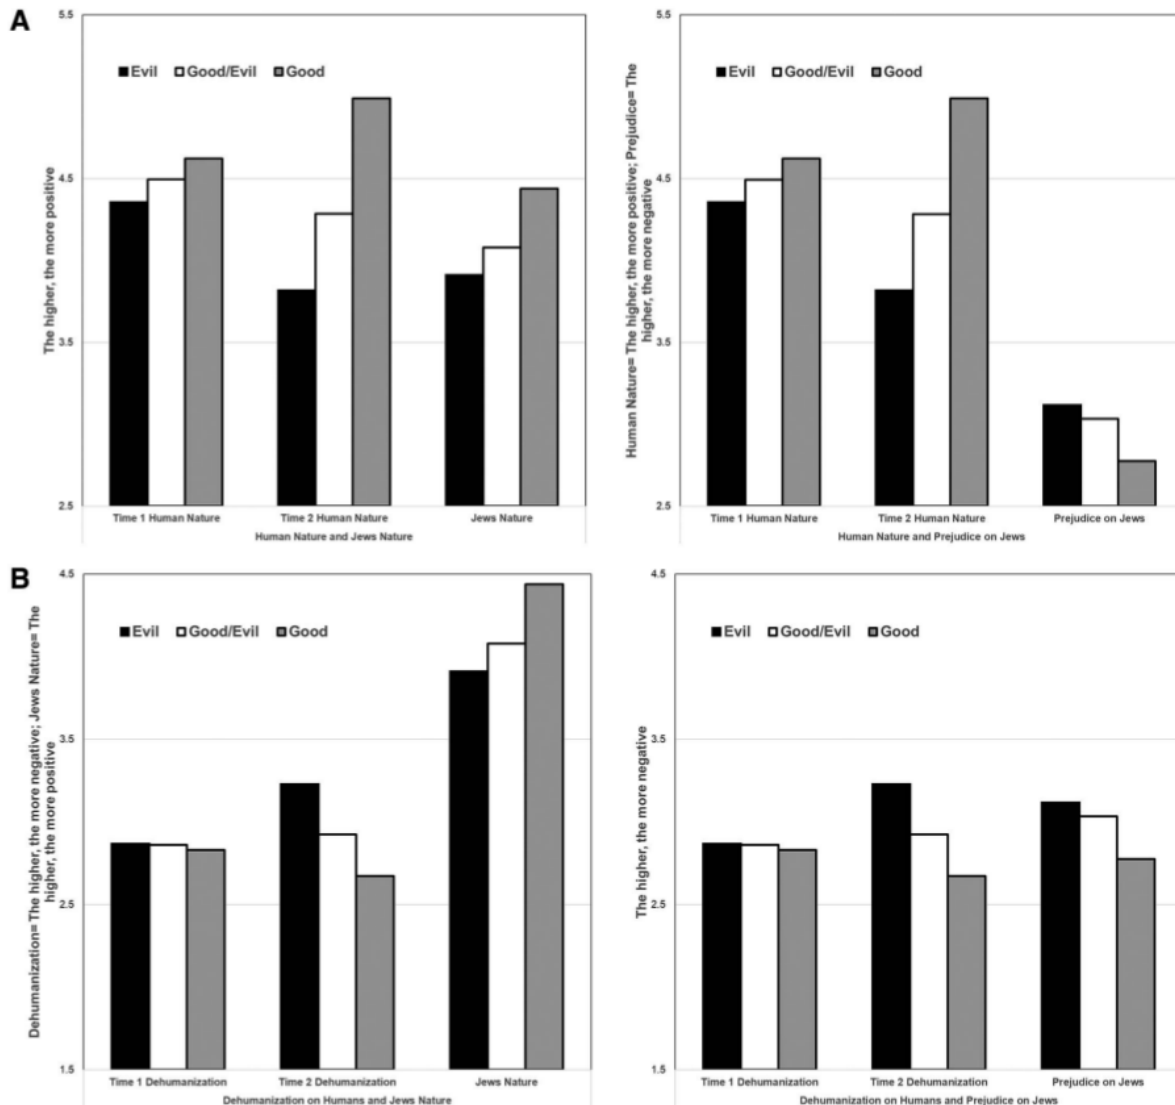 A
5.5
Evil Good/Evil Good
The higher, the more positive
4.5
3.5
2.5
Time 1 Human Nature Time 2 Human Nature Jews Nature
Human Nature and Jews Nature
5.5
Evil Good/Evil Good
Human Nature= The higher, the more positive; Prejudice= The
higher, the more negative
4.5
3.5
2.5
Time 1 Human Nature Time 2 Human Nature Prejudice on Jews
Human Nature and Prejudice on Jews
B
4.5
Evil Good/Evil Good
Dehumanization= The higher, the more negative; Jews Nature= The
higher, the more positive
3.5
2.5
1.5
Time 1 Dehumanization Time 2 Dehumanization Jews Nature
Dehumanization on Humans and Jews Nature
4.5
Evil Good/Evil Good
The higher, the more negative
3.5
2.5
1.5
Time 1 Dehumanization Time 2 Dehumanization Prejudice on Jews
Dehumanization on Humans and Prejudice on Jews